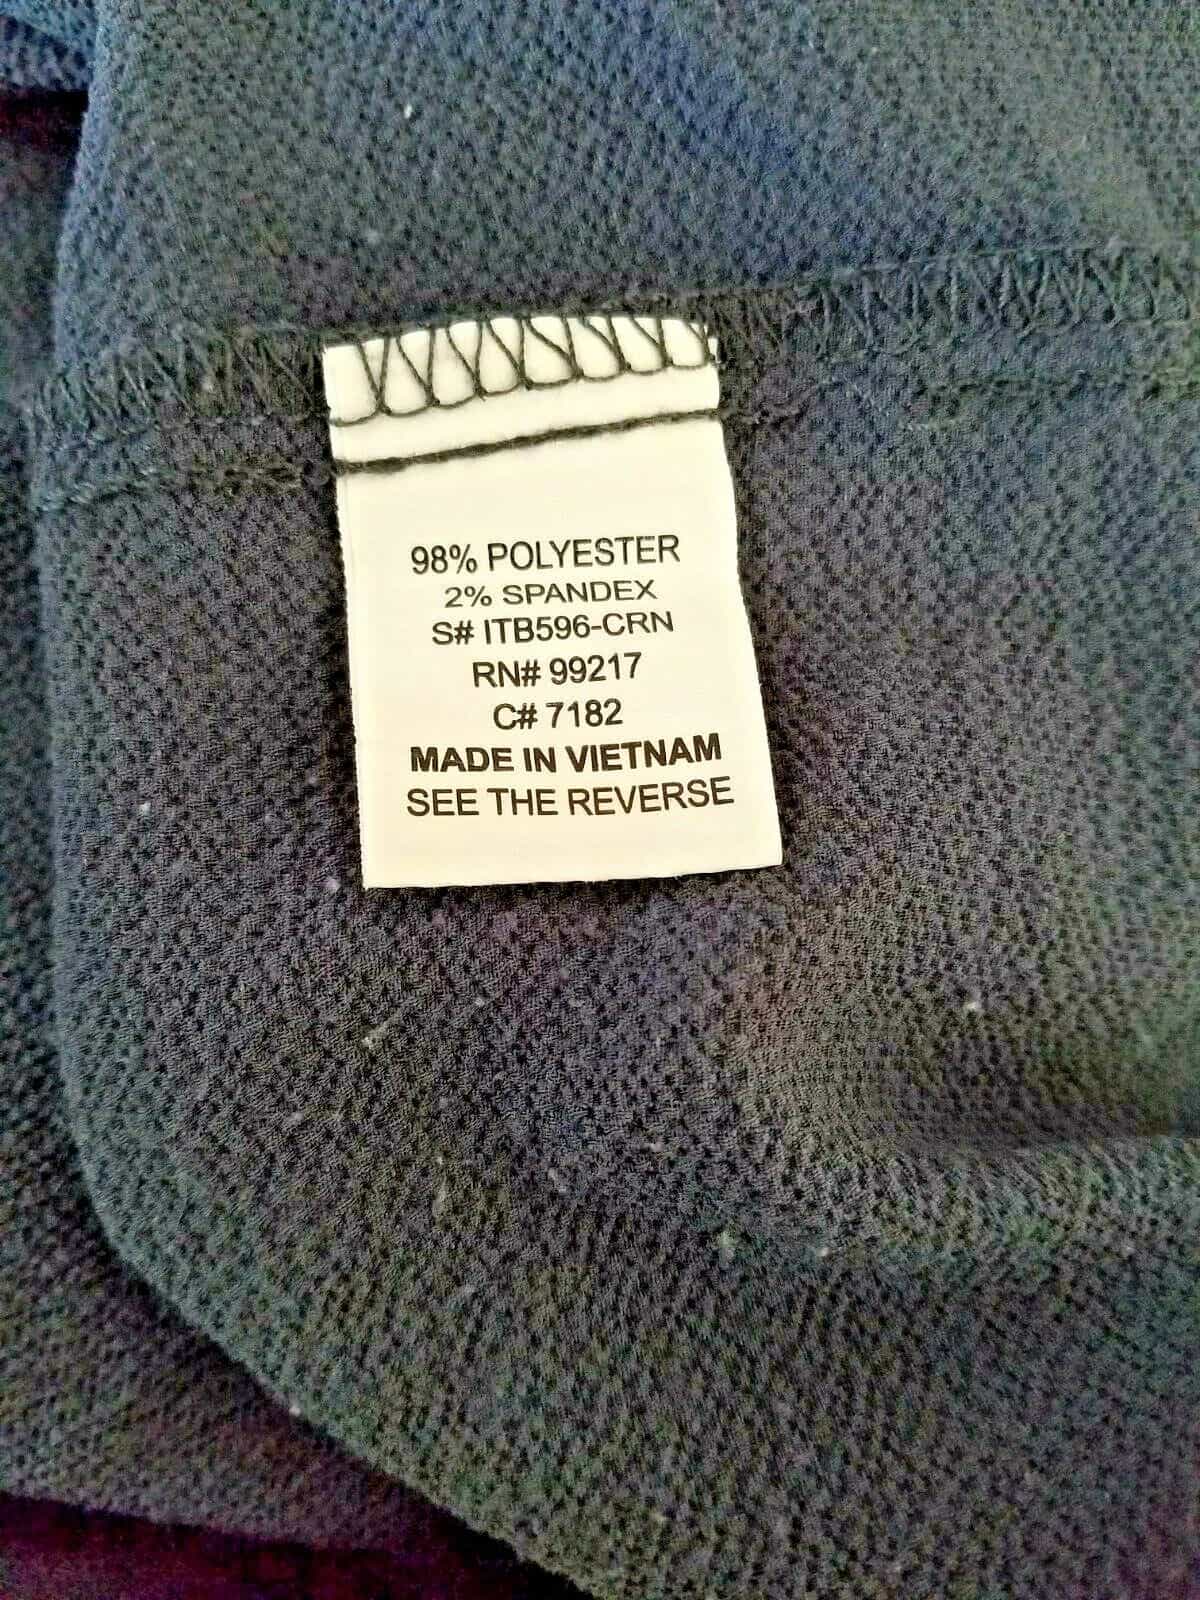 98% POLYESTER
2% SPANDEX
S# ITB596-CRN
RN# 99217
C# 7182
MADE IN VIETNAM
SEE THE REVERSE